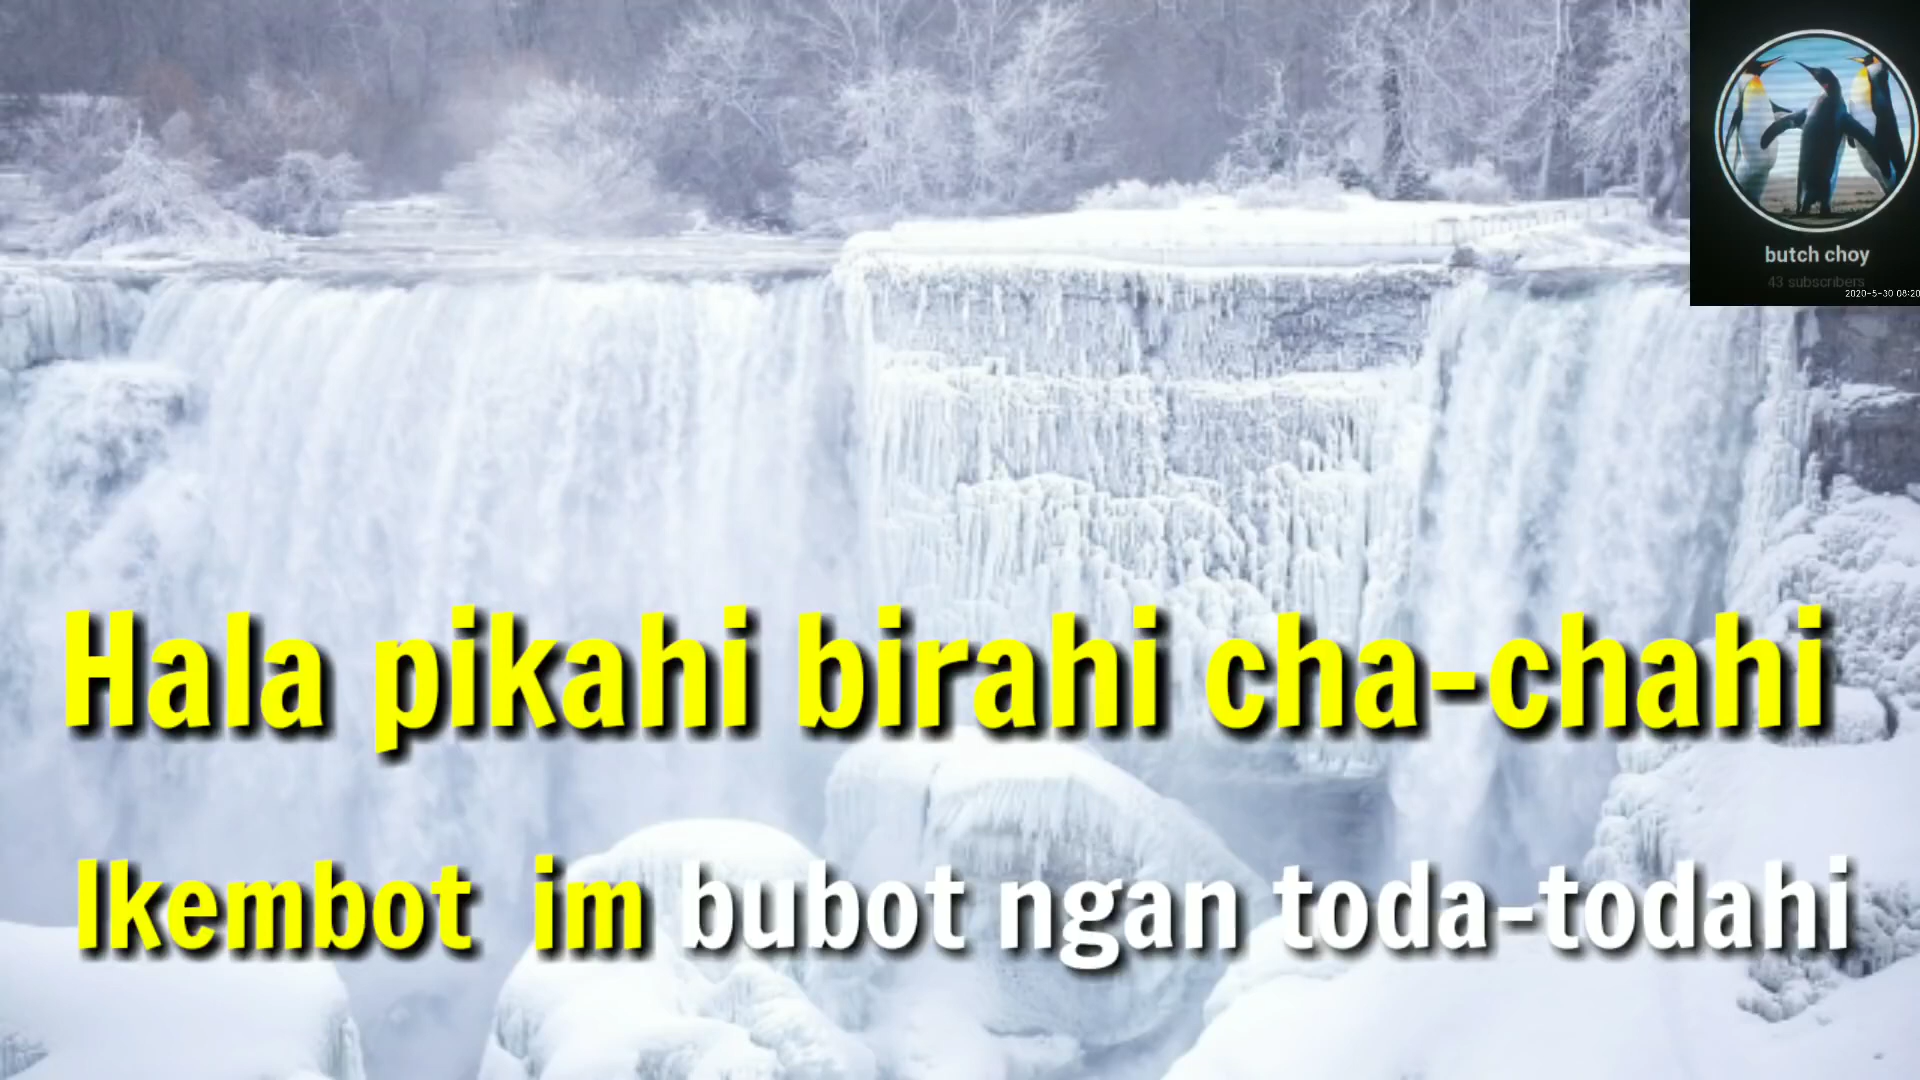 butch choy
43 subscribers
2020-5-30 08:20
Hala pikahi birahi cha-chahi
Ikembot im bubot ngan toda-todahi